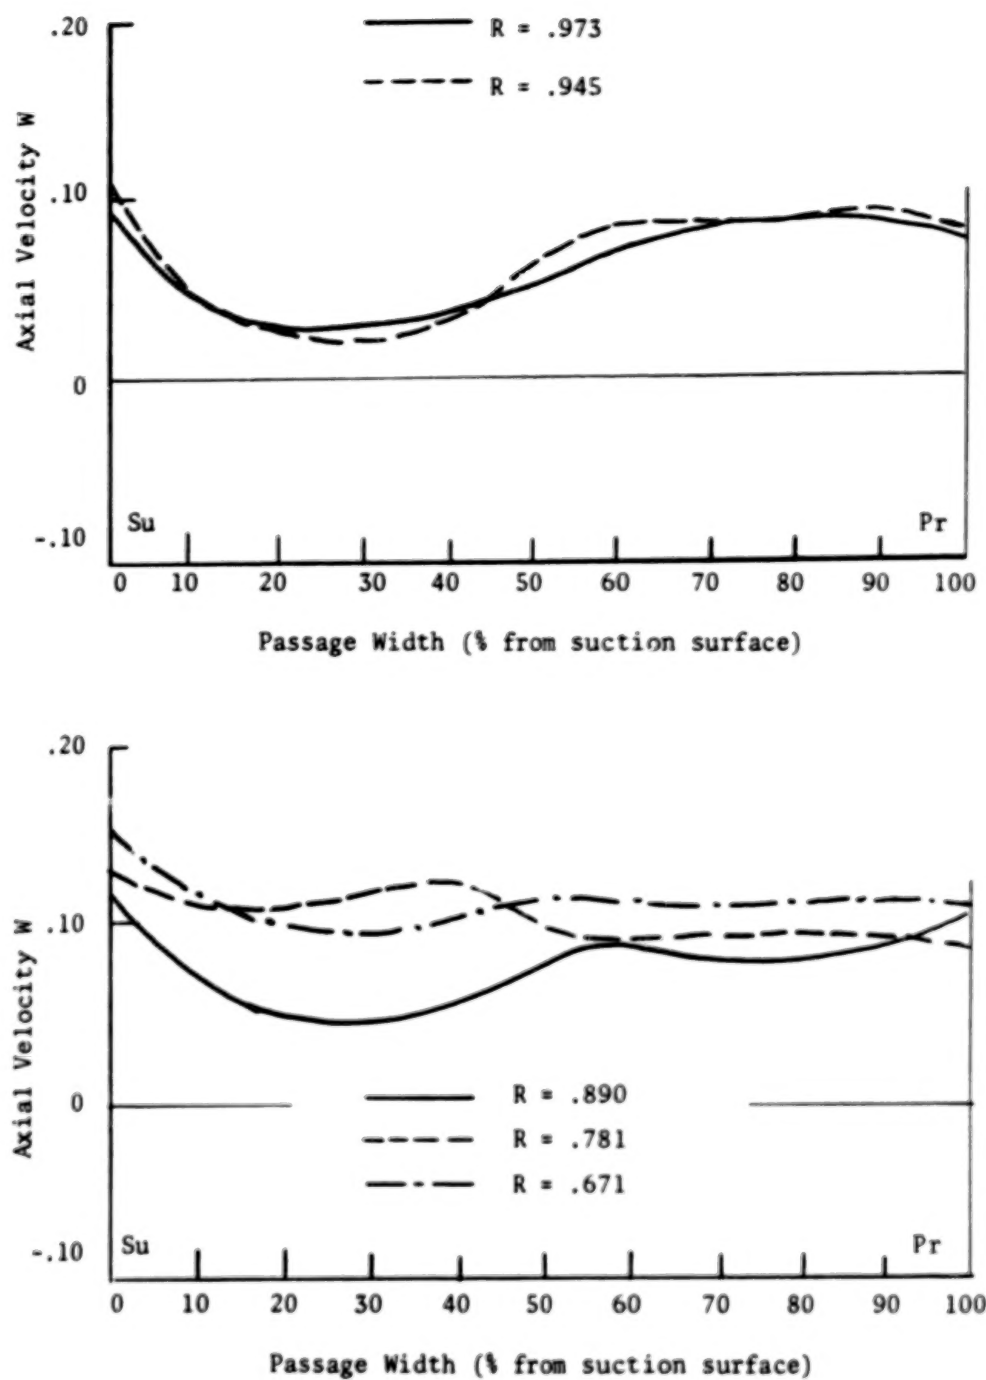 .20
R = .973
R = .945
.10
0
-.10
Axial Velocity W
Su
Pr
0 10 20 30 40 50 60 70 80 90 100
Passage Width (% from suction surface)
.20
.10
0
-.10
Axial Velocity W
R = .890
R = .781
R = .671
Su
Pr
0 10 20 30 40 50 60 70 80 90 100
Passage Width (% from suction surface)